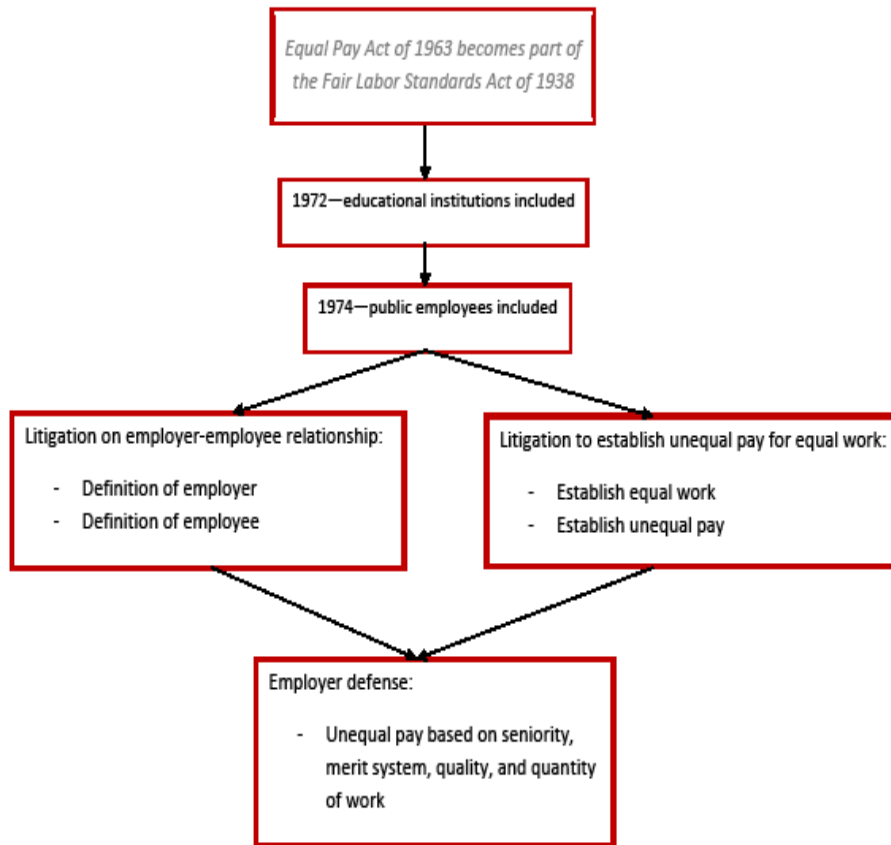 Equal Pay Act of 1963 becomes part of
the Fair Labor Standards Act of 1938
1972—educational institutions included
1974—public employees included
Litigation on employer-employee relationship:
- Definition of employer
- Definition of employee
Litigation to establish unequal pay for equal work:
- Establish equal work
- Establish unequal pay
Employer defense:
- Unequal pay based on seniority,
merit system, quality, and quantity
of work